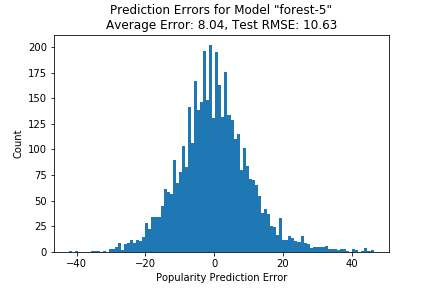 Prediction Errors for Model "forest-5"
Average Error: 8.04, Test RMSE: 10.63
200
175
150
125
100
75
50
25
0
Count
−40 −20 0 20 40
Popularity Prediction Error